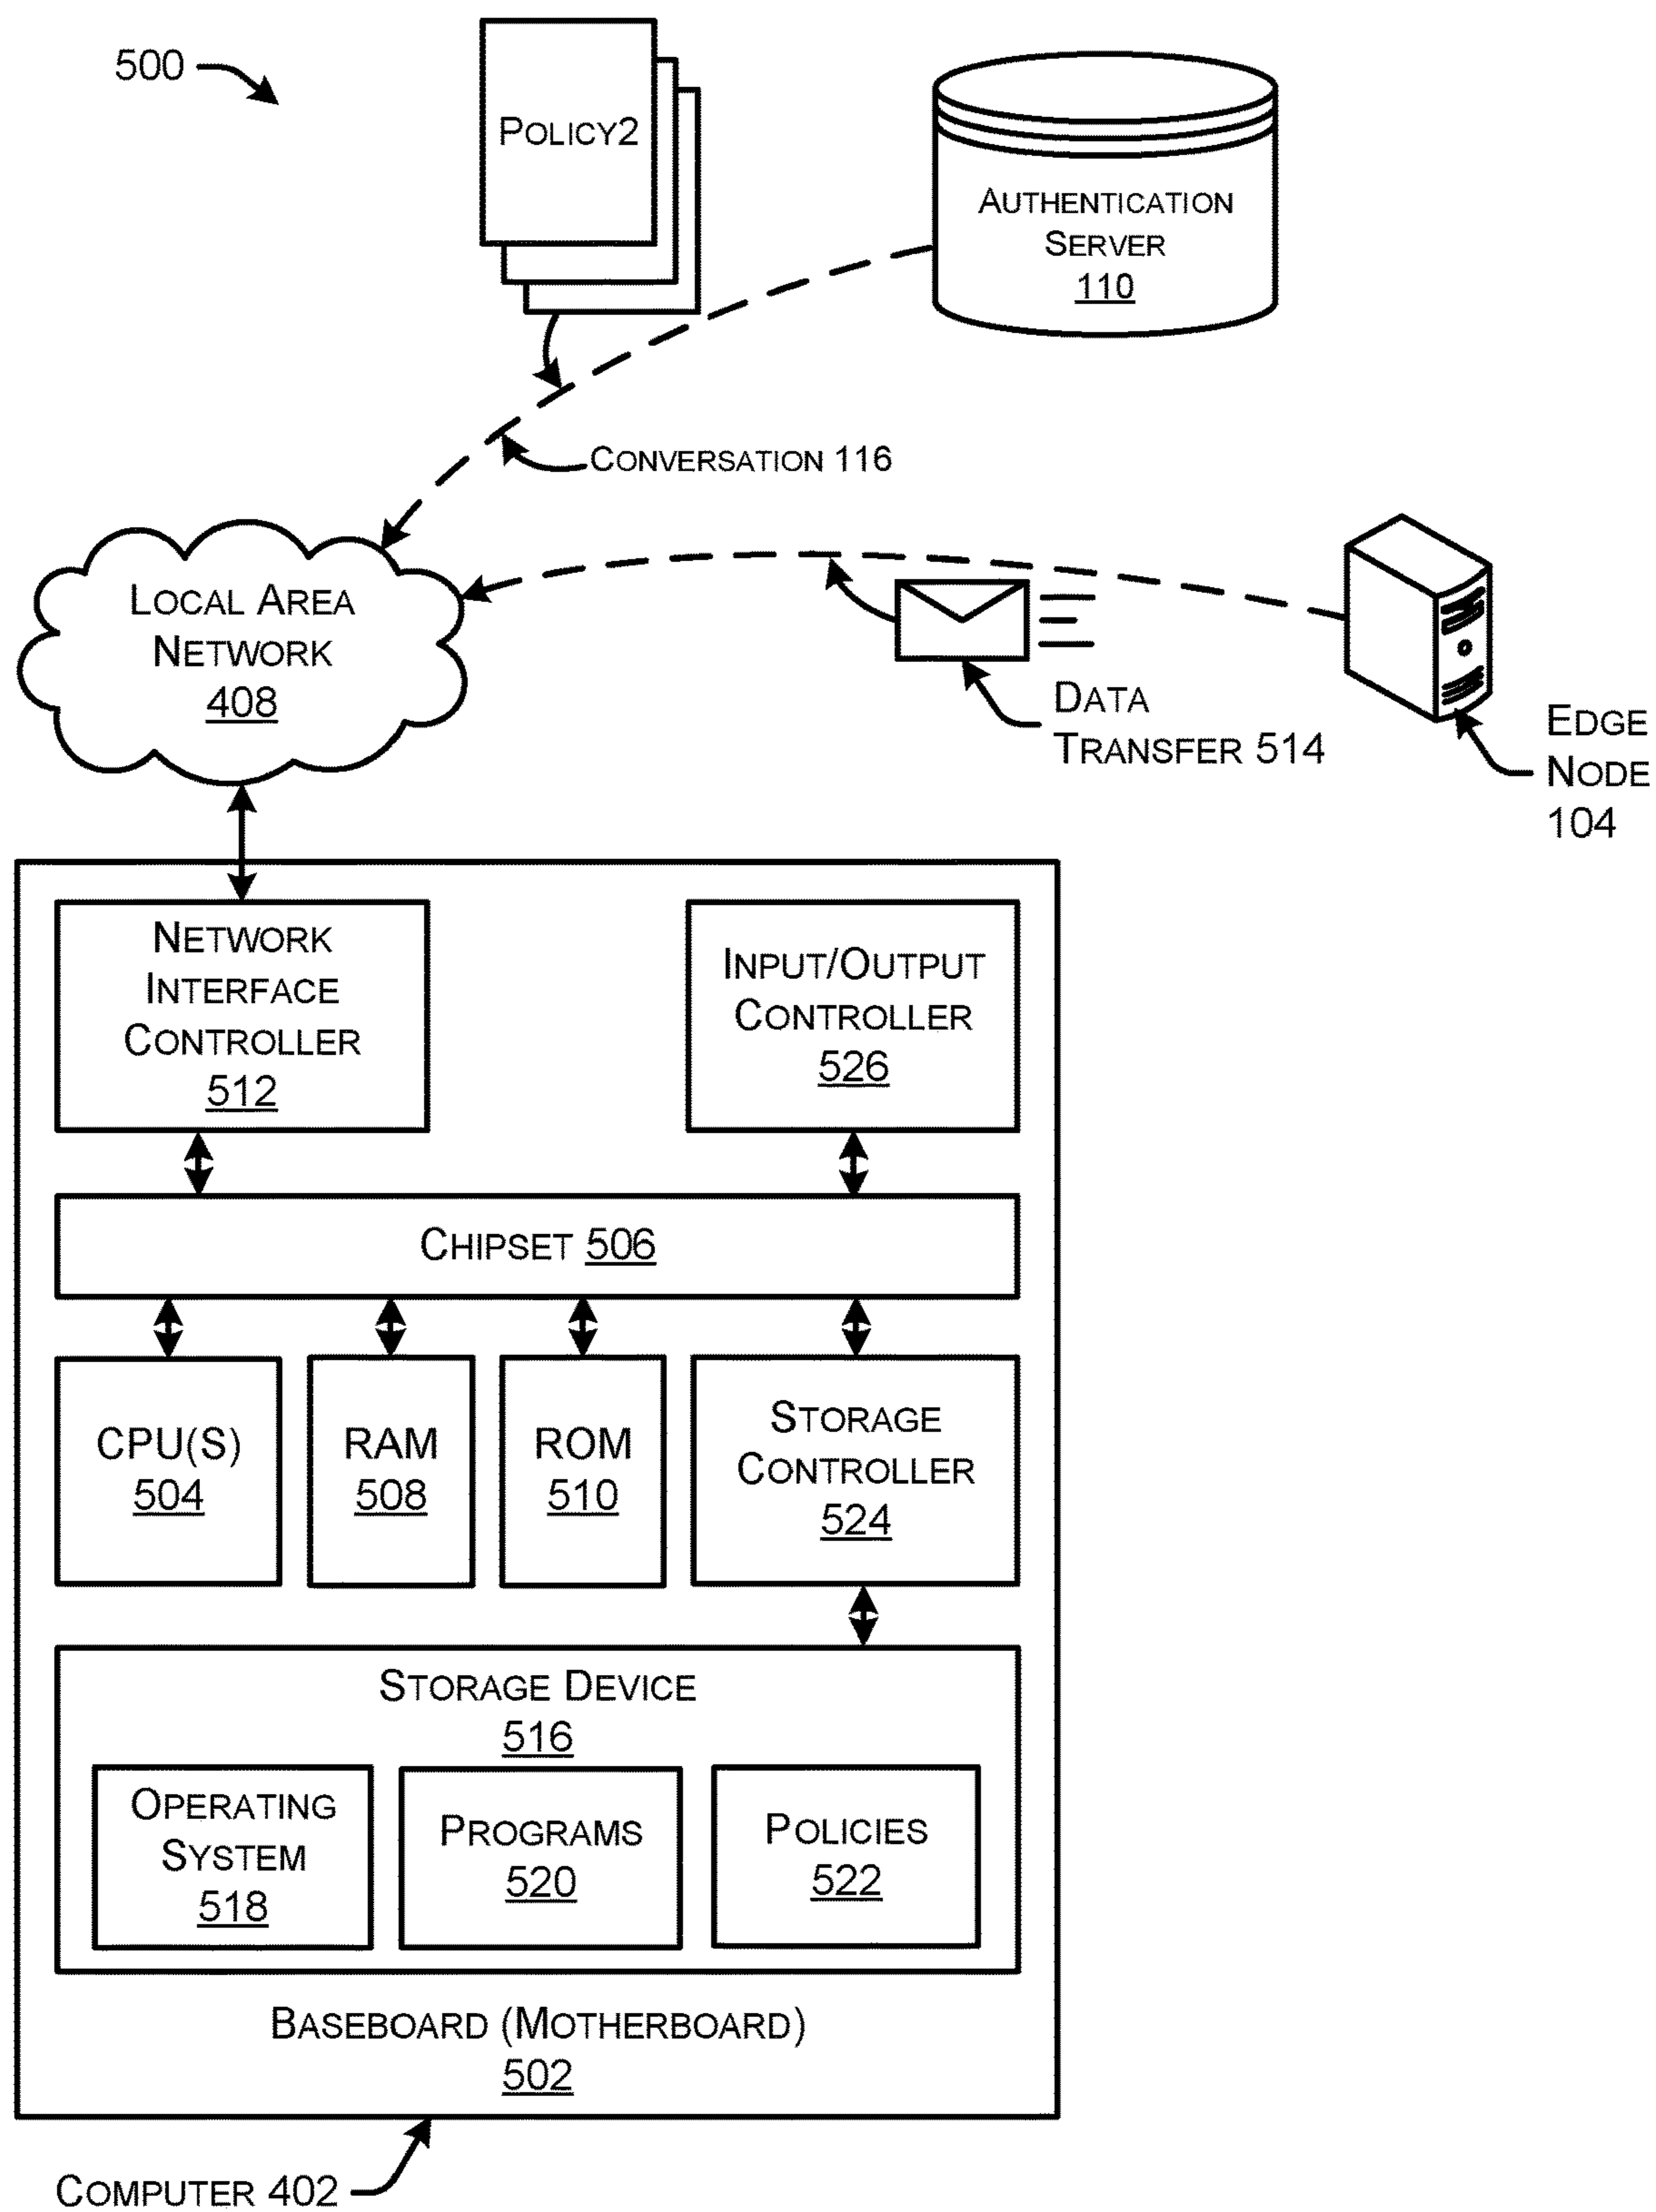 500
POLICY2
AUTHENTICATION
SERVER
110
CONVERSATION 116
LOCAL AREA
NETWORK
408
DATA
TRANSFER 514
EDGE
NODE
104
NETWORK
INTERFACE
CONTROLLER
512
INPUT/OUTPUT
CONTROLLER
526
CHIPSET 506
CPU(S)
504
RAM
508
ROM
510
STORAGE
CONTROLLER
524
STORAGE DEVICE
516
OPERATING
SYSTEM
518
PROGRAMS
520
POLICIES
522
BASEBOARD (MOTHERBOARD)
502
COMPUTER 402